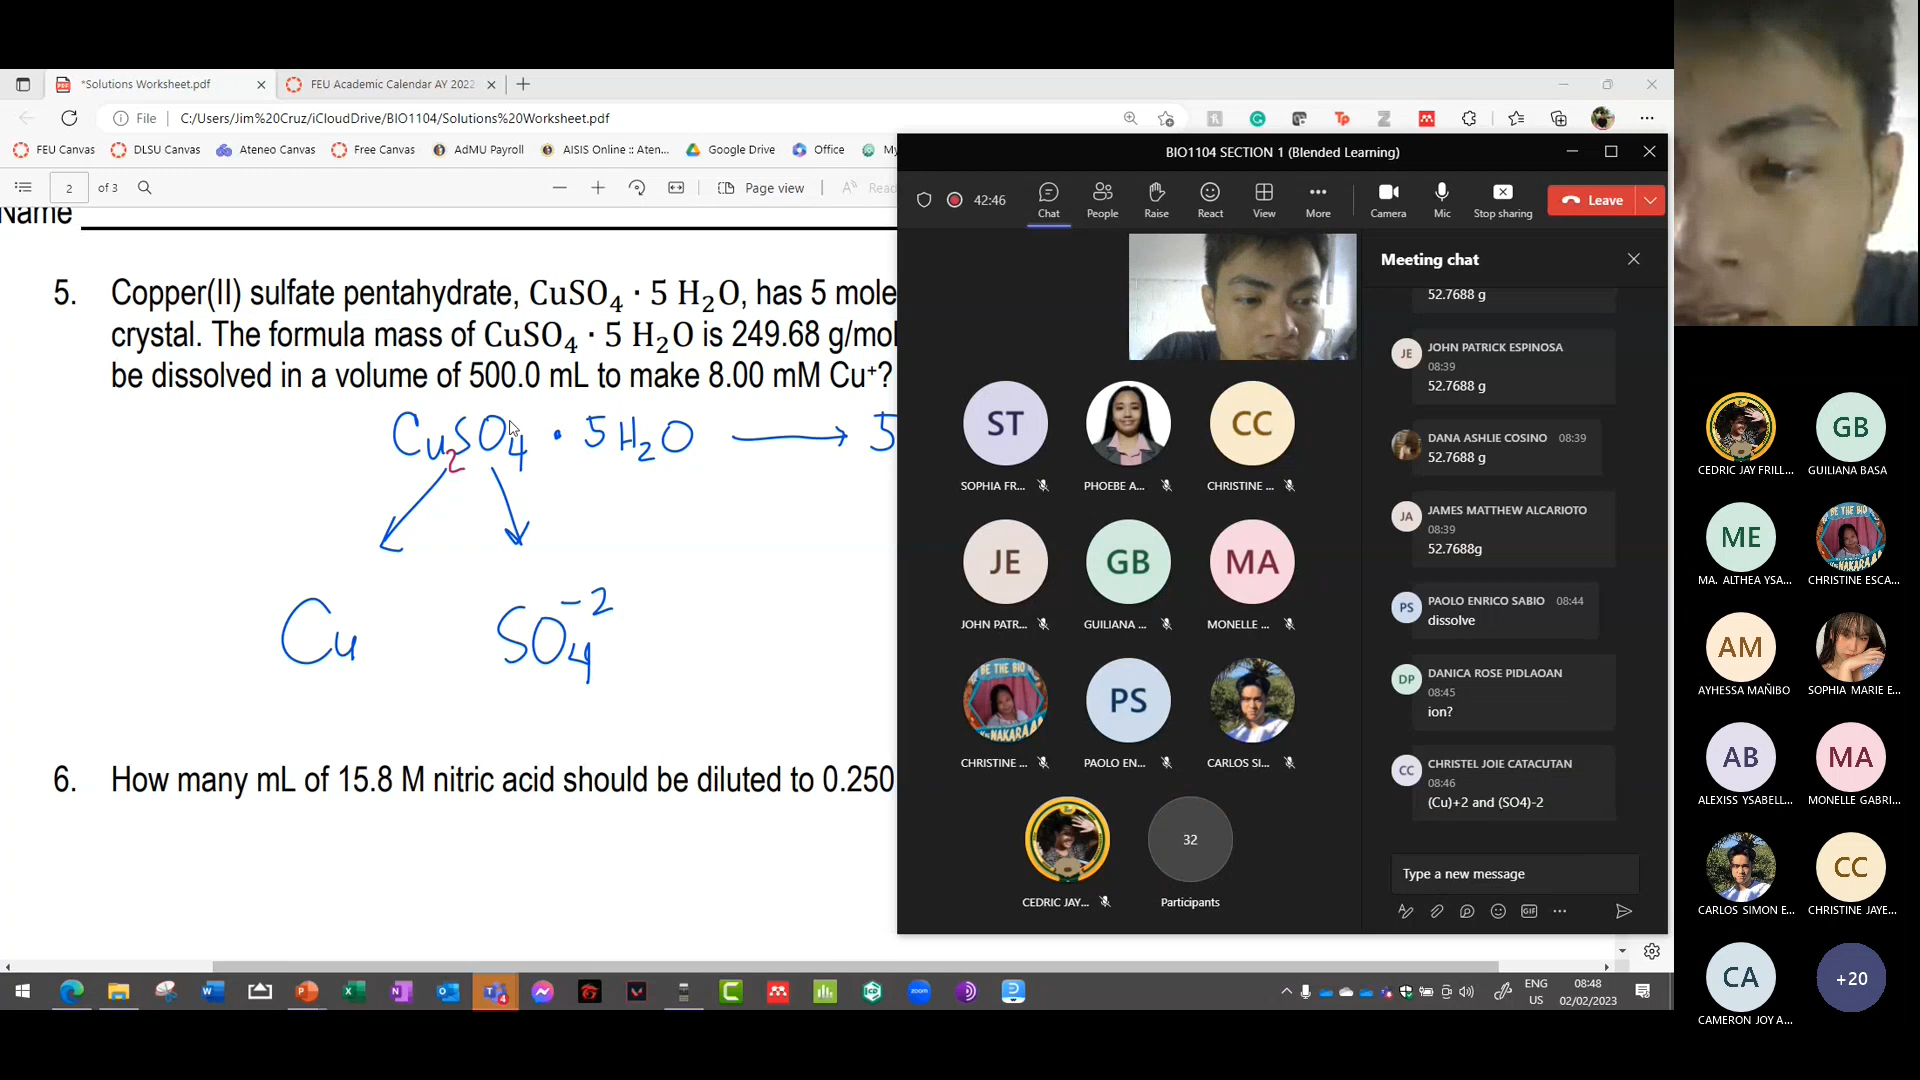 *Solutions Worksheet.pdf
FEU Academic Calendar AY 2022
File
C:/Users/Jim%20Cruz/iCloudDrive/BIO1104/Solutions%20Worksheet.pdf
FEU Canvas
DLSU Canvas
Ateneo Canvas
Free Canvas
AdMU Payroll
AISIS Online :: Aten...
Google Drive
Office
My
2
of 3
Page view
Read
Name
5. Copper(II) sulfate pentahydrate, CuSO₄ · 5 H₂O, has 5 mole
crystal. The formula mass of CuSO₄ · 5 H₂O is 249.68 g/mol
be dissolved in a volume of 500.0 mL to make 8.00 mM Cu⁺?
Cu₂SO₄ · 5H₂O → 5
Cu SO₄⁻²
6. How many mL of 15.8 M nitric acid should be diluted to 0.250
BIO1104 SECTION 1 (Blended Learning)
42:46
Chat
People
Raise
React
View
More
Camera
Mic
Stop sharing
Leave
ST
SOPHIA FR...
PHOEBE A...
CC
CHRISTINE ...
JE
JOHN PATR...
GB
GUILIANA ...
MA
MONELLE ...
CHRISTINE ...
PS
PAOLO EN...
CARLOS SI...
CEDRIC JAY...
32
Participants
Meeting chat
52.7688 g
JE
JOHN PATRICK ESPINOSA
08:39
52.7688 g
DANA ASHLIE COSINO 08:39
52.7688 g
JA
JAMES MATTHEW ALCARIOTO
08:39
52.7688g
PS
PAOLO ENRICO SABIO 08:44
dissolve
DP
DANICA ROSE PIDLAOAN
08:45
ion?
CC
CHRISTEL JOIE CATACUTAN
08:46
(Cu)+2 and (SO4)-2
Type a new message
CEDRIC JAY FRILL...
GB
GUILIANA BASA
ME
MA. ALTHEA YSA...
CHRISTINE ESCA...
AM
AYHESSA MAÑIBO
SOPHIA MARIE E...
AB
ALEXISS YSABELL...
MA
MONELLE GABRI...
CARLOS SIMON E...
CC
CHRISTINE JAYE...
CA
CAMERON JOY A...
+20
ENG
US
08:48
02/02/2023